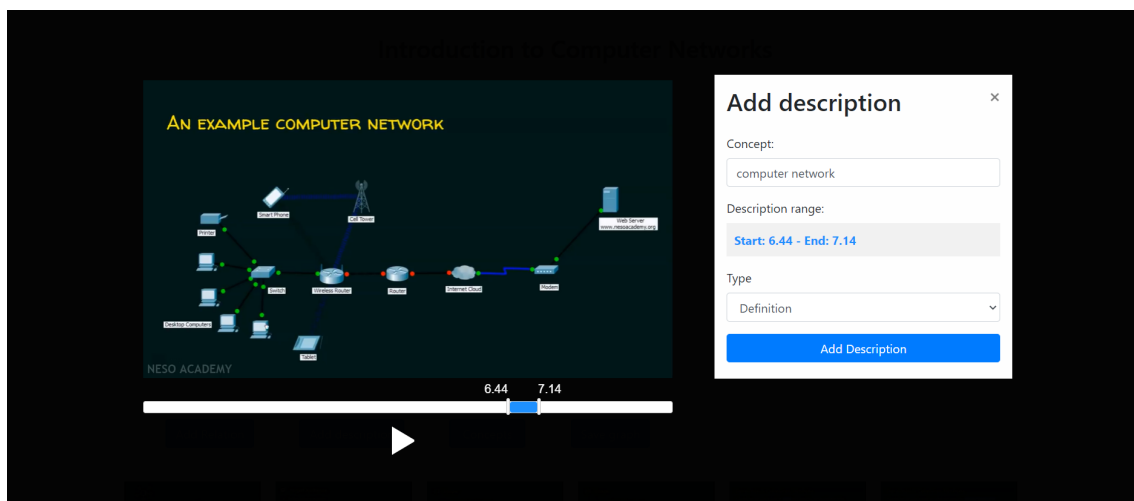 Introduction to Computer Networks
AN EXAMPLE COMPUTER NETWORK
Smart Phone
Cell Tower
Web Server
www.nesoacademy.org
Printer
Switch
Wireless Router
Router
Internet Cloud
Modem
Desktop Computers
Tablet
NESO ACADEMY
6.44 7.14
Add description ×
Concept:
computer network
Description range:
Start: 6.44 - End: 7.14
Type
Definition
Add Description